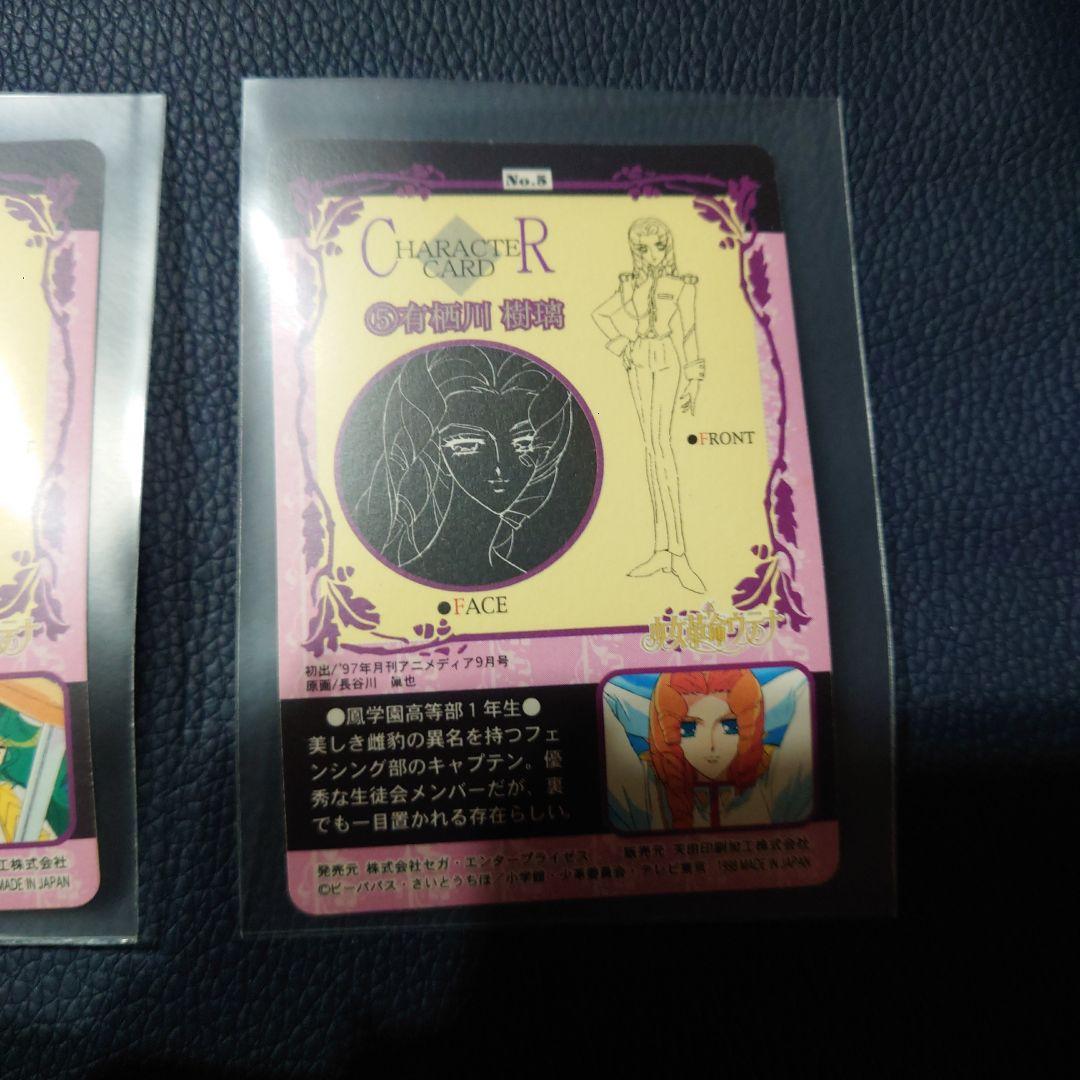 No.5
CHARACTER
CARD
⑤有栖川 樹璃
●FRONT
●FACE
少女革命ウテナ
初出/'97年月刊アニメディア9月号
原画/長谷川 眞也
●鳳学園高等部1年生●
美しき雌豹の異名を持つフェ
ンシング部のキャプテン。優
秀な生徒会メンバーだが、裏
でも一目置かれる存在らしい。
発売元 株式会社セガ・エンタープライゼス 販売元 天田印刷加工株式会社
©ビーパパス・さいとうちほ/小学館・少革委員会・テレビ東京 1998 MADE IN JAPAN
テナ
工株式会社
MADE IN JAPAN